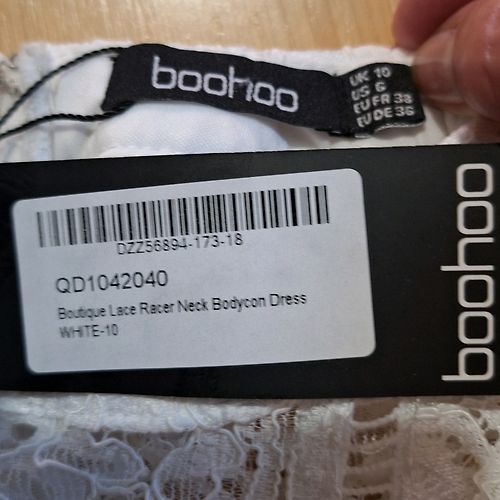 boohoo
UK 10
US 6
EU FR 38
EU DE 36
DZZ56894-173-18
QD1042040
Boutique Lace Racer Neck Bodycon Dress
WHITE-10
boohoo